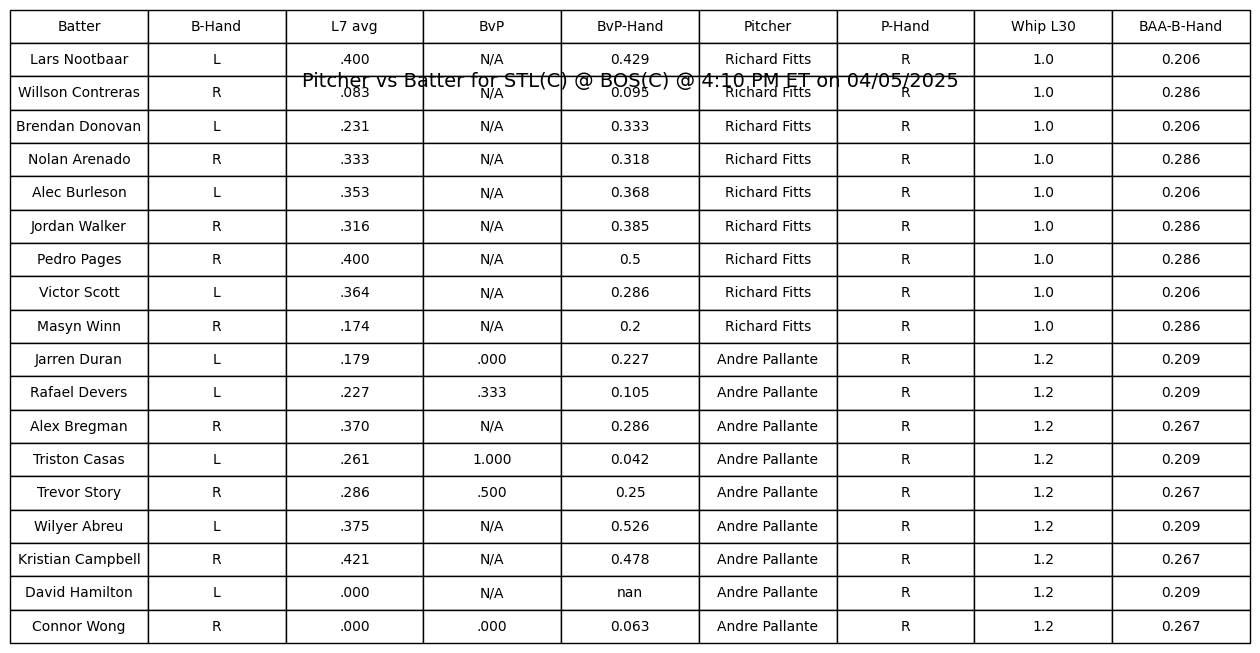 Batter B-Hand L7 avg BvP BvP-Hand Pitcher P-Hand Whip L30 BAA-B-Hand
Lars Nootbaar L .400 N/A 0.429 Richard Fitts R 1.0 0.206
Pitcher vs Batter for STL(C) @ BOS(C) @ 4:10 PM ET on 04/05/2025
Willson Contreras R .083 N/A 0.095 Richard Fitts R 1.0 0.286
Brendan Donovan L .231 N/A 0.333 Richard Fitts R 1.0 0.206
Nolan Arenado R .333 N/A 0.318 Richard Fitts R 1.0 0.286
Alec Burleson L .353 N/A 0.368 Richard Fitts R 1.0 0.206
Jordan Walker R .316 N/A 0.385 Richard Fitts R 1.0 0.286
Pedro Pages R .400 N/A 0.5 Richard Fitts R 1.0 0.286
Victor Scott L .364 N/A 0.286 Richard Fitts R 1.0 0.206
Masyn Winn R .174 N/A 0.2 Richard Fitts R 1.0 0.286
Jarren Duran L .179 .000 0.227 Andre Pallante R 1.2 0.209
Rafael Devers L .227 .333 0.105 Andre Pallante R 1.2 0.209
Alex Bregman R .370 N/A 0.286 Andre Pallante R 1.2 0.267
Triston Casas L .261 1.000 0.042 Andre Pallante R 1.2 0.209
Trevor Story R .286 .500 0.25 Andre Pallante R 1.2 0.267
Wilyer Abreu L .375 N/A 0.526 Andre Pallante R 1.2 0.209
Kristian Campbell R .421 N/A 0.478 Andre Pallante R 1.2 0.267
David Hamilton L .000 N/A nan Andre Pallante R 1.2 0.209
Connor Wong R .000 .000 0.063 Andre Pallante R 1.2 0.267